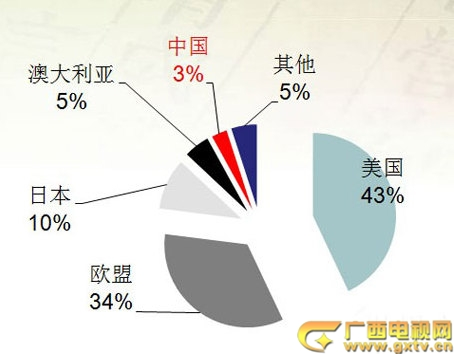 中国
3%
其他
5%
澳大利亚
5%
美国
43%
日本
10%
欧盟
34%
广西电视网
www.gxtv.cn